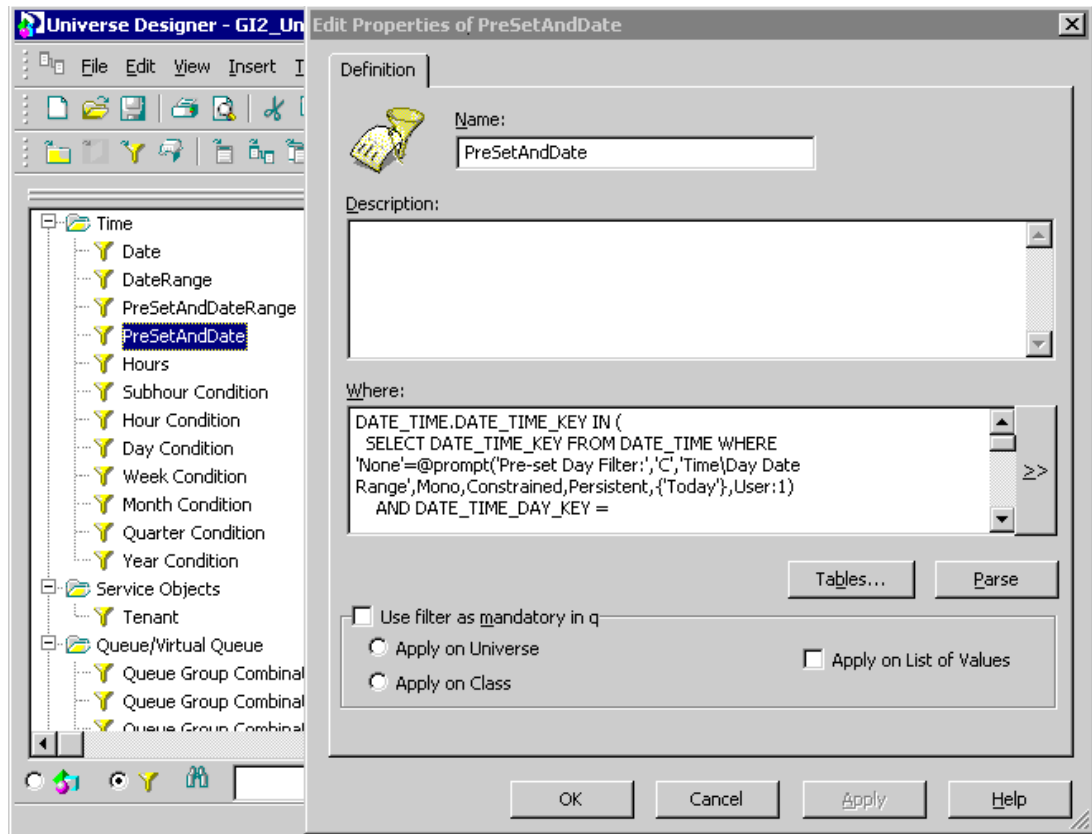 Universe Designer - GI2_Un
File Edit View Insert T
Time
Date
DateRange
PreSetAndDateRange
PreSetAndDate
Hours
Subhour Condition
Hour Condition
Day Condition
Week Condition
Month Condition
Quarter Condition
Year Condition
Service Objects
Tenant
Queue/Virtual Queue
Queue Group Combinat
Queue Group Combinat
Queue Group Combinat
Edit Properties of PreSetAndDate
Definition
Name:
PreSetAndDate
Description:
Where:
DATE_TIME.DATE_TIME_KEY IN (
SELECT DATE_TIME_KEY FROM DATE_TIME WHERE
'None'=@prompt('Pre-set Day Filter:','C','Time\Day Date
Range',Mono,Constrained,Persistent,{'Today'},User:1)
AND DATE_TIME_DAY_KEY =
>>
Tables... Parse
Use filter as mandatory in q
Apply on Universe
Apply on List of Values
Apply on Class
OK Cancel Apply Help